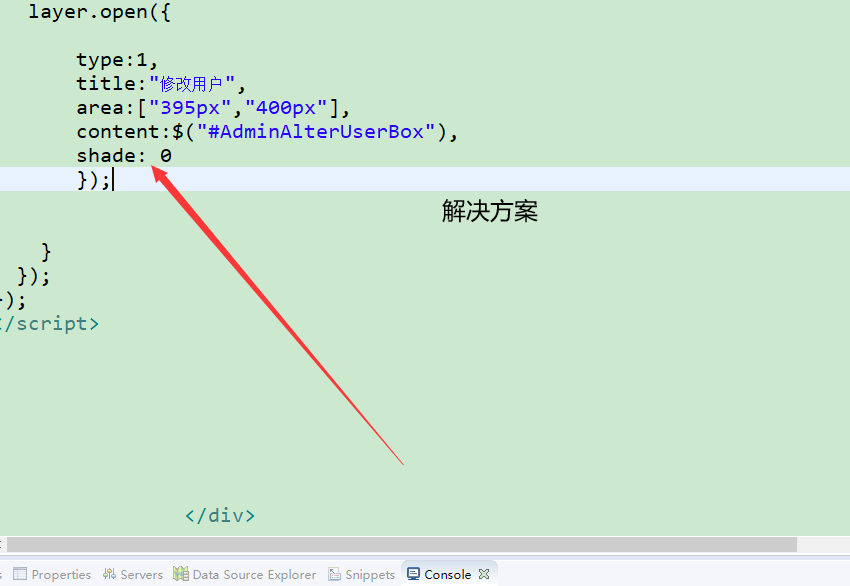 layer.open({
type:1,
title:"修改用户",
area:["395px","400px"],
content:$("#AdminAlterUserBox"),
shade: 0
});
解决方案
}
});
);
/script>
</div>
Properties Servers Data Source Explorer Snippets Console